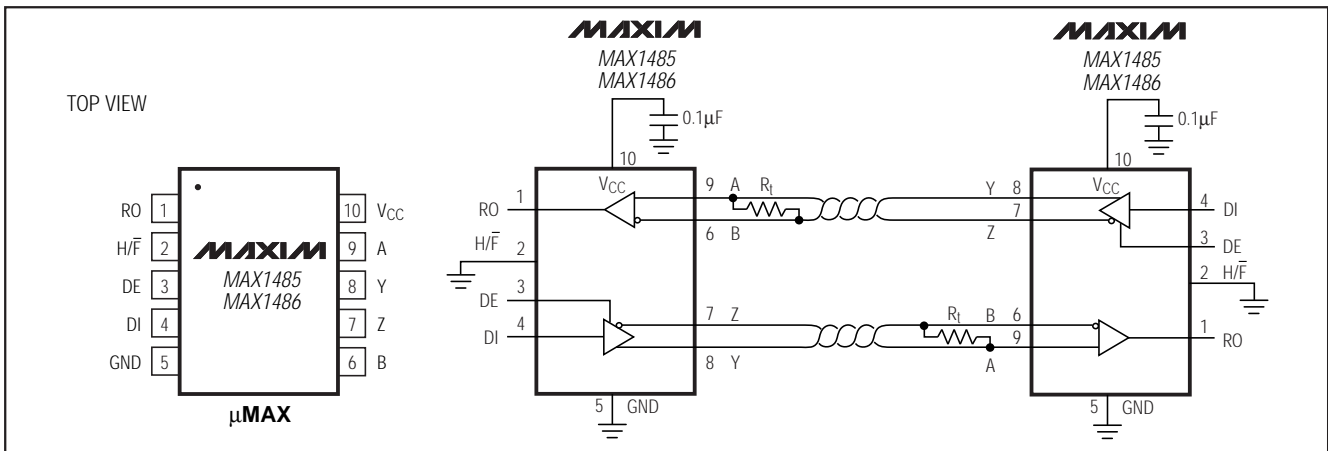 TOP VIEW
RO 1
H/F̅ 2
DE 3
DI 4
GND 5
10 VCC
9 A
8 Y
7 Z
6 B
MAXIM
MAX1485
MAX1486
µMAX
MAXIM
MAX1485
MAX1486
0.1µF
10
VCC
RO 1
H/F̅ 2
DE 3
DI 4
9 A Rt
6 B
7 Z
8 Y
5 GND
MAXIM
MAX1485
MAX1486
0.1µF
10
VCC
Y 8
Z 7
4 DI
3 DE
2 H/F̅
Rt B 6
A 9
1 RO
5 GND